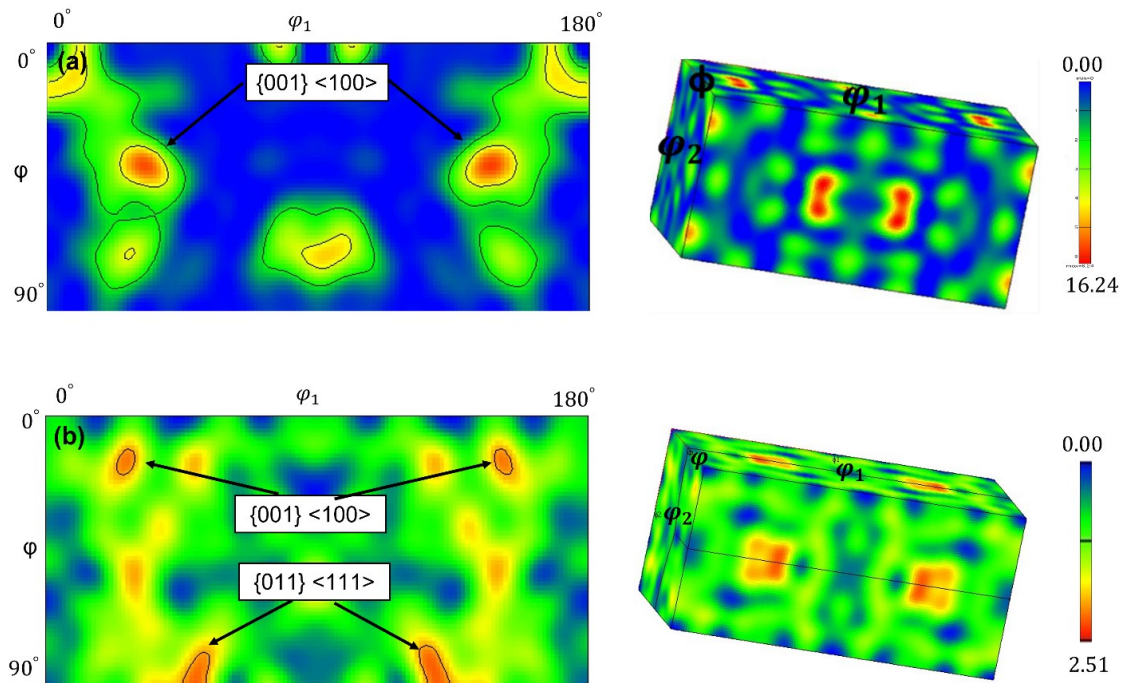 0° φ₁ 180°
0°
(a)
{001} <100>
φ
90°
ϕ
φ₁
φ₂
0.00
16.24
0° φ₁ 180°
0°
(b)
{001} <100>
φ
{011} <111>
90°
φ
φ₁
φ₂
0.00
2.51